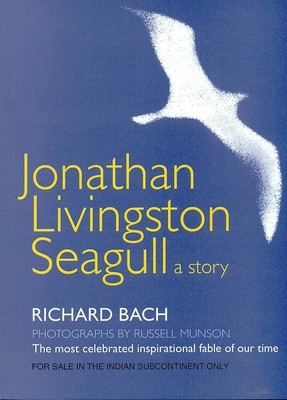 Jonathan
Livingston
Seagull a story
RICHARD BACH
PHOTOGRAPHS BY RUSSELL MUNSON
The most celebrated inspirational fable of our time
FOR SALE IN THE INDIAN SUBCONTINENT ONLY